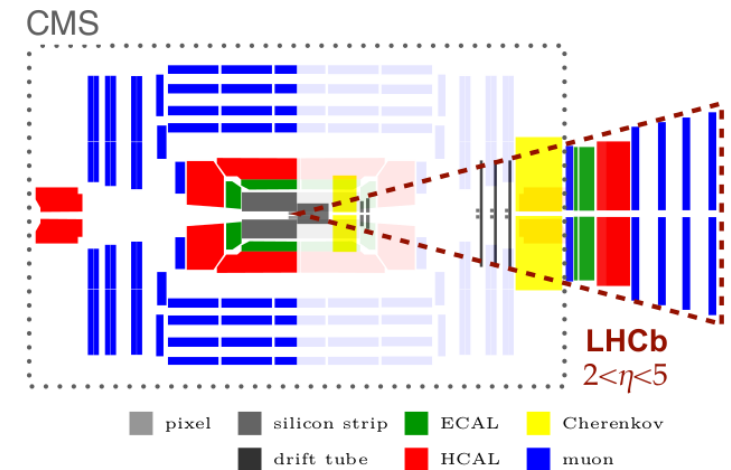 CMS
LHCb
2<η<5
pixel silicon strip ECAL Cherenkov
drift tube HCAL muon